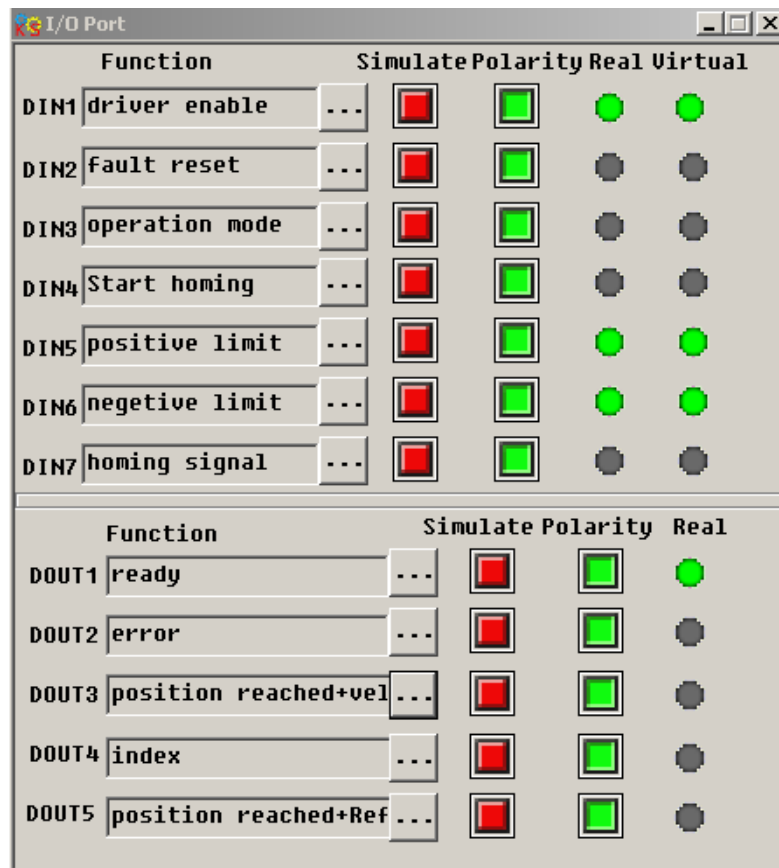 I/O Port
Function Simulate Polarity Real Virtual
DIN1 driver enable ...
DIN2 fault reset ...
DIN3 operation mode ...
DIN4 Start homing ...
DIN5 positive limit ...
DIN6 negetive limit ...
DIN7 homing signal ...
Function Simulate Polarity Real
DOUT1 ready ...
DOUT2 error ...
DOUT3 position reached+vel ...
DOUT4 index ...
DOUT5 position reached+Ref ...